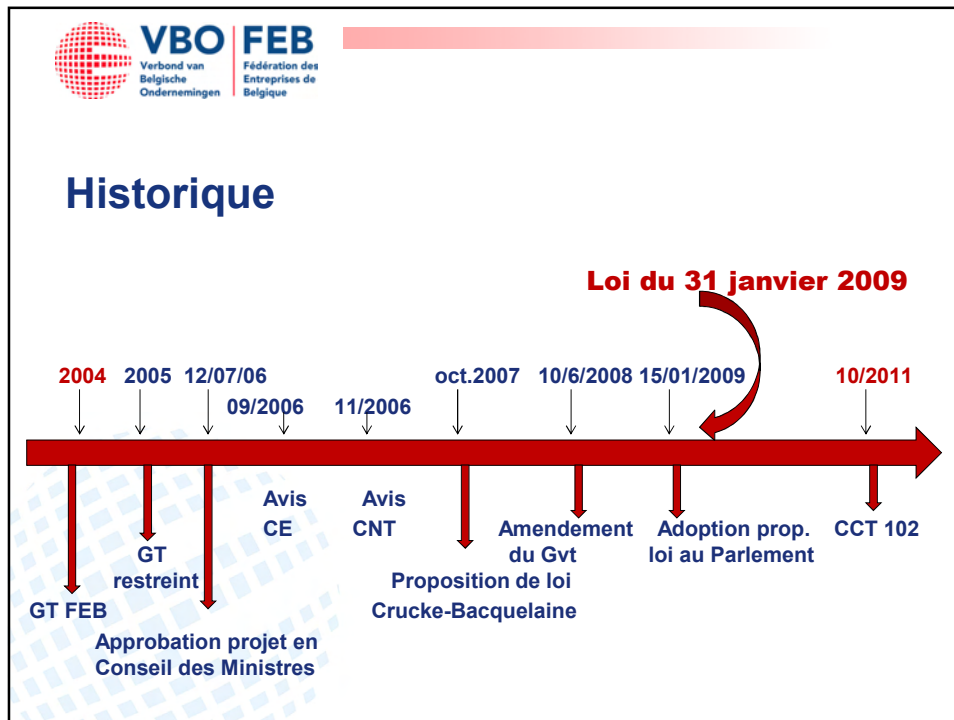 VBO FEB
Verband van
Belgische
Ondernemingen
Fédération des
Entreprises de
Belgique
Historique
Loi du 31 janvier 2009
2004 2005 12/07/06 oct.2007 10/6/2008 15/01/2009 10/2011
09/2006 11/2006
Avis Avis
CE CNT
Amendement Adoption prop. CCT 102
du Gvt loi au Parlement
GT
restreint
Proposition de loi
Crucke-Bacquelaine
GT FEB
Approbation projet en
Conseil des Ministres